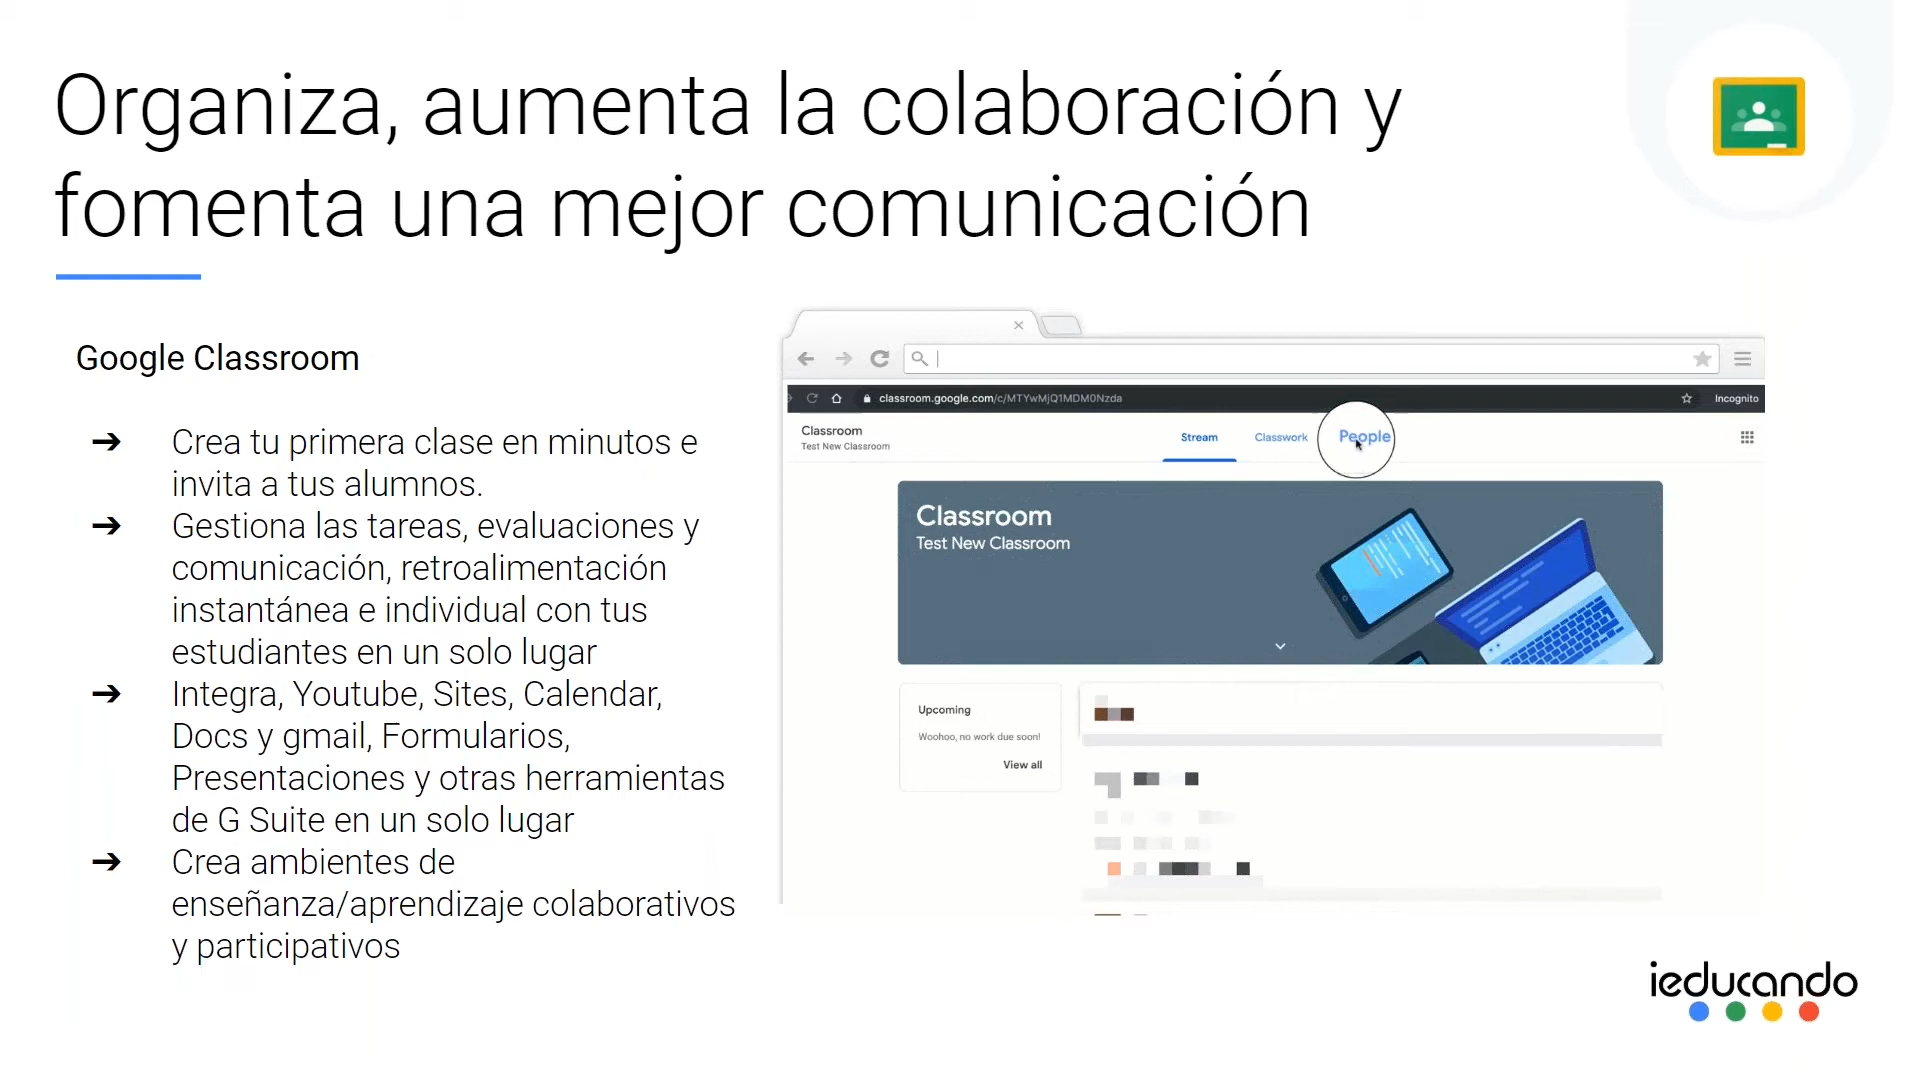 Organiza, aumenta la colaboración y
fomenta una mejor comunicación
Google Classroom
➔ Crea tu primera clase en minutos e
invita a tus alumnos.
➔ Gestiona las tareas, evaluaciones y
comunicación, retroalimentación
instantánea e individual con tus
estudiantes en un solo lugar
➔ Integra, Youtube, Sites, Calendar,
Docs y gmail, Formularios,
Presentaciones y otras herramientas
de G Suite en un solo lugar
➔ Crea ambientes de
enseñanza/aprendizaje colaborativos
y participativos
classroom.google.com/c/MTYwMjQ1MDM0Nzda
Incognito
Classroom
Test New Classroom
Stream Classwork People
Classroom
Test New Classroom
Upcoming
Woohoo, no work due soon!
View all
ieducando